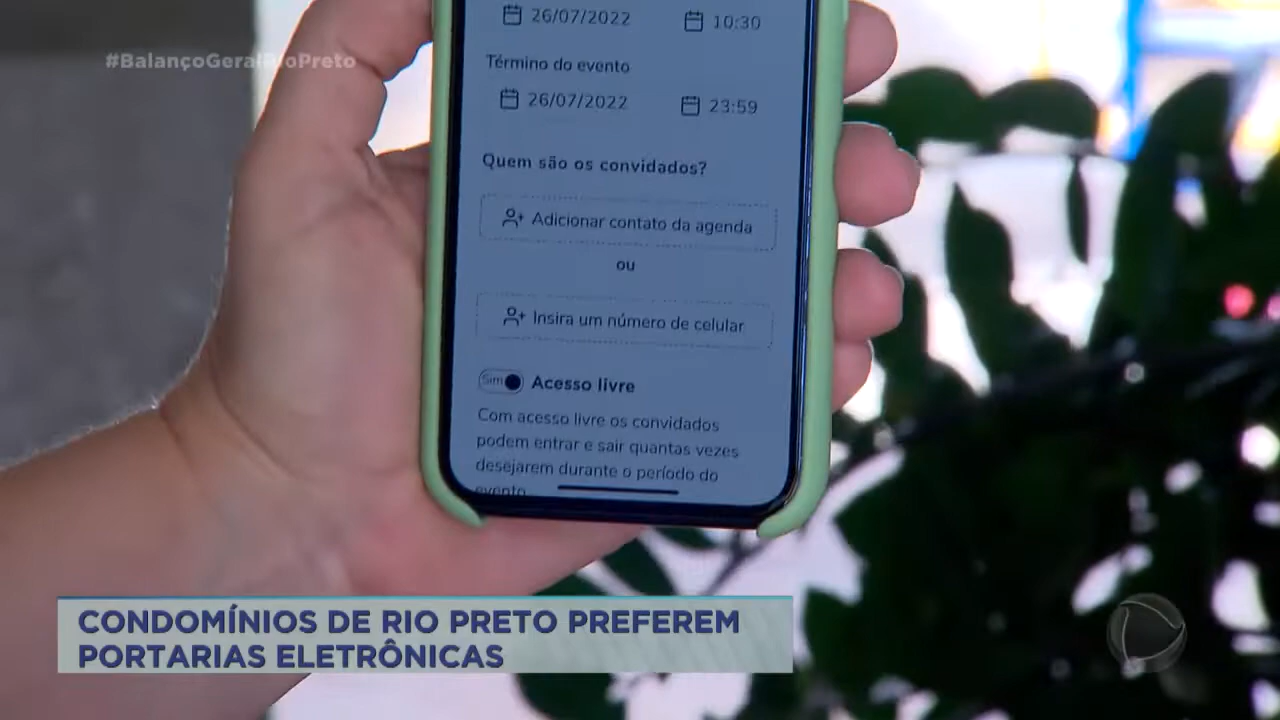 #BalançoGeralRioPreto
26/07/2022 10:30
Término do evento
26/07/2022 23:59
Quem são os convidados?
Adicionar contato da agenda
ou
Insira um número de celular
Sim Acesso livre
Com acesso livre os convidados
podem entrar e sair quantas vezes
desejarem durante o período do
evento
CONDOMÍNIOS DE RIO PRETO PREFEREM
PORTARIAS ELETRÔNICAS